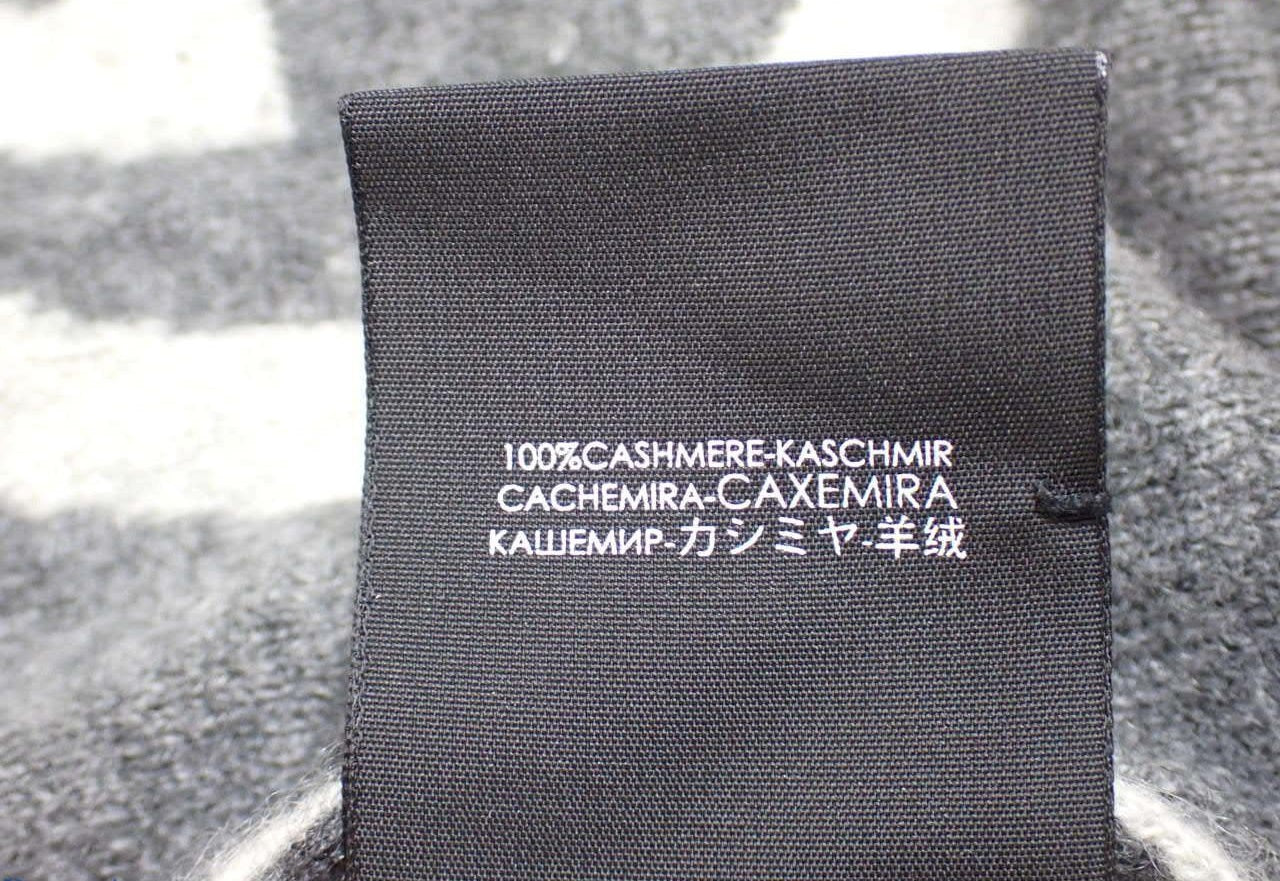 100%CASHMERE-KASCHMIR
CACHEMIRA-CAXEMIRA
КАШЕМИР-カシミヤ-羊绒